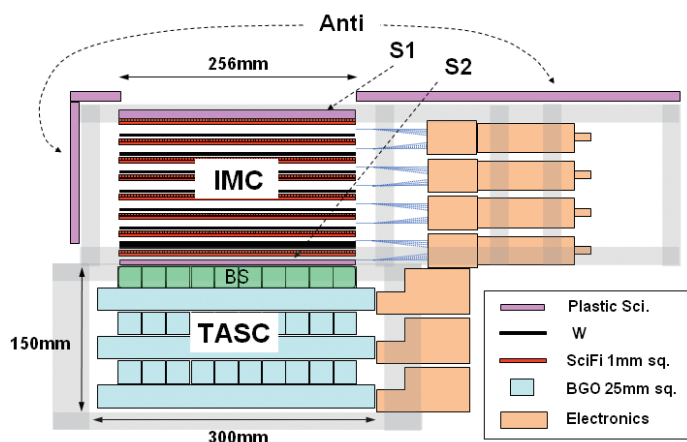 Anti
S1
256mm
S2
IMC
BS
TASC
150mm
300mm
Plastic Sci.
W
SciFi 1mm sq.
BGO 25mm sq.
Electronics